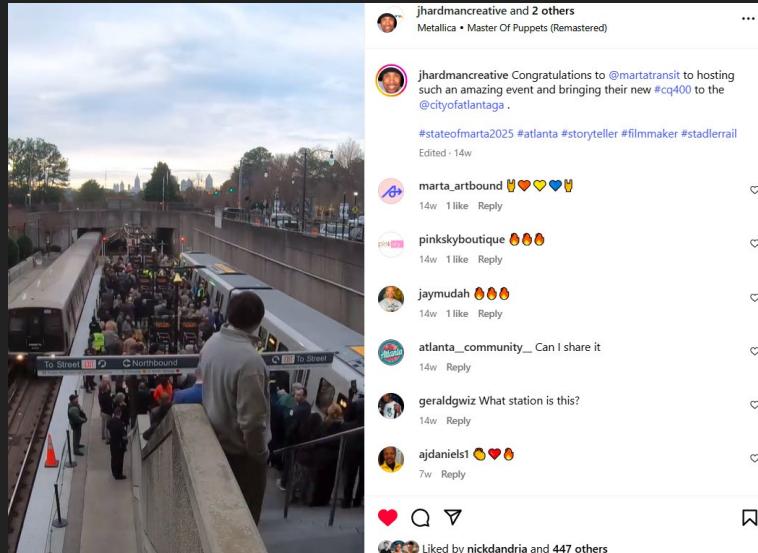 jhardmancreative and 2 others
Metallica • Master Of Puppets (Remastered)
jhardmancreative Congratulations to @martatransit to hosting
such an amazing event and bringing their new #cq400 to the
@cityofatlantaga .
#stateofmarta2025 #atlanta #storyteller #filmmaker #stadlerrail
Edited · 14w
marta_artbound 🤘🧡💛💙🤘
14w 1 like Reply
pinkskyboutique 🔥🔥🔥
14w 1 like Reply
jaymudah 🔥🔥🔥
14w 1 like Reply
atlanta__community__ Can I share it
14w Reply
geraldgwiz What station is this?
14w Reply
ajdaniels1 👏❤️🔥
7w Reply
Liked by nickdandria and 447 others
To Street EXIT
Northbound
EXIT To Street